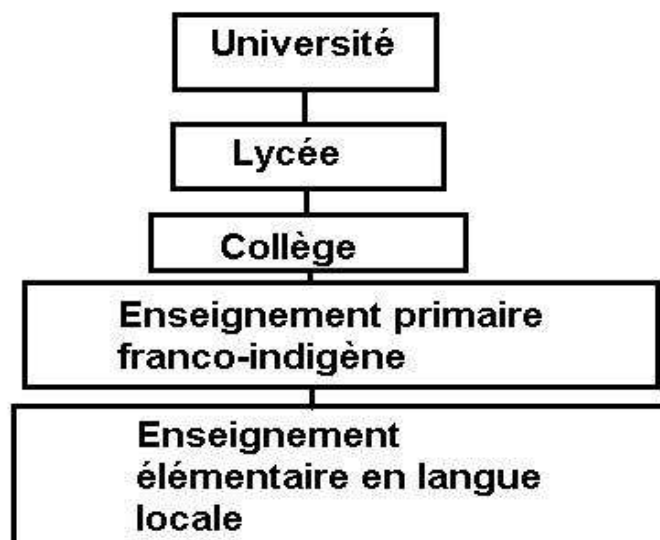 Université
Lycée
Collège
Enseignement primaire
franco-indigène
Enseignement
élémentaire en langue
locale